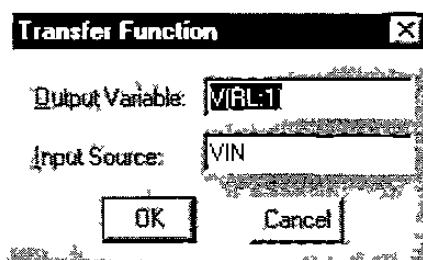 Transfer Function
Output Variable: V(RL:1)
Input Source: VIN
OK Cancel